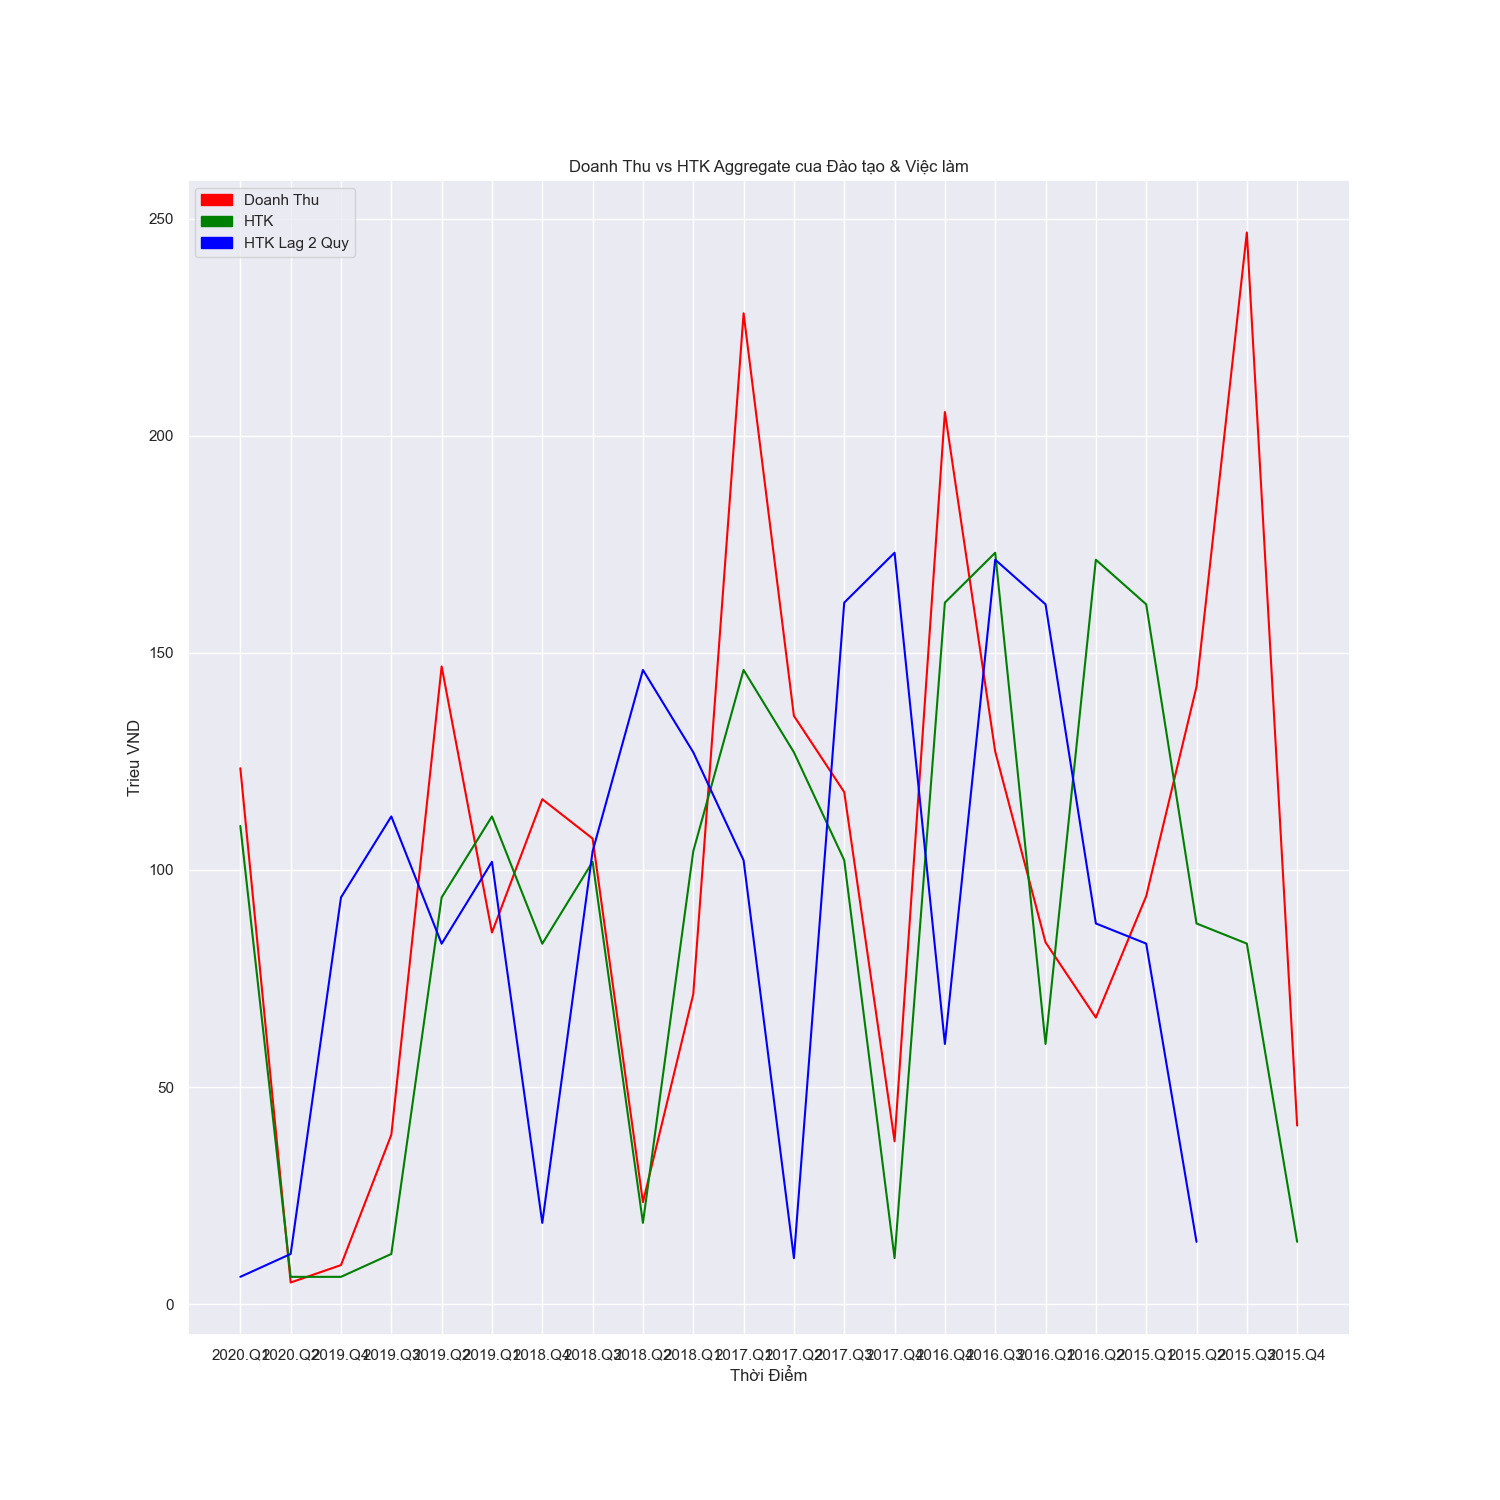 Doanh Thu vs HTK Aggregate cua Đào tạo & Việc làm
Doanh Thu
HTK
HTK Lag 2 Quy
250
200
150
100
50
0
Trieu VND
2020.Q1 2020.Q2 2019.Q4 2019.Q3 2019.Q2 2019.Q1 2018.Q4 2018.Q3 2018.Q2 2018.Q1 2017.Q1 2017.Q2 2017.Q3 2017.Q4 2016.Q4 2016.Q3 2016.Q1 2016.Q2 2015.Q1 2015.Q2 2015.Q3 2015.Q4
Thời Điểm